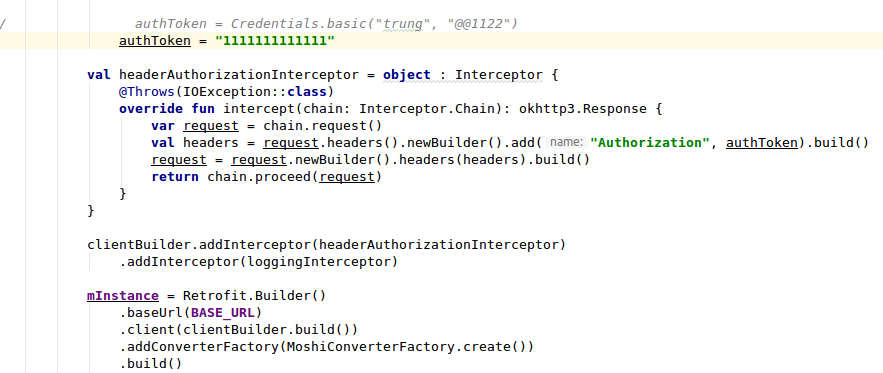 /                authToken = Credentials.basic("trung", "@@1122")
authToken = "1111111111111"
val headerAuthorizationInterceptor = object : Interceptor {
@Throws(IOException::class)
override fun intercept(chain: Interceptor.Chain): okhttp3.Response {
var request = chain.request()
val headers = request.headers().newBuilder().add( name: "Authorization", authToken).build()
request = request.newBuilder().headers(headers).build()
return chain.proceed(request)
}
}
clientBuilder.addInterceptor(headerAuthorizationInterceptor)
.addInterceptor(loggingInterceptor)
mInstance = Retrofit.Builder()
.baseUrl(BASE_URL)
.client(clientBuilder.build())
.addConverterFactory(MoshiConverterFactory.create())
.build()